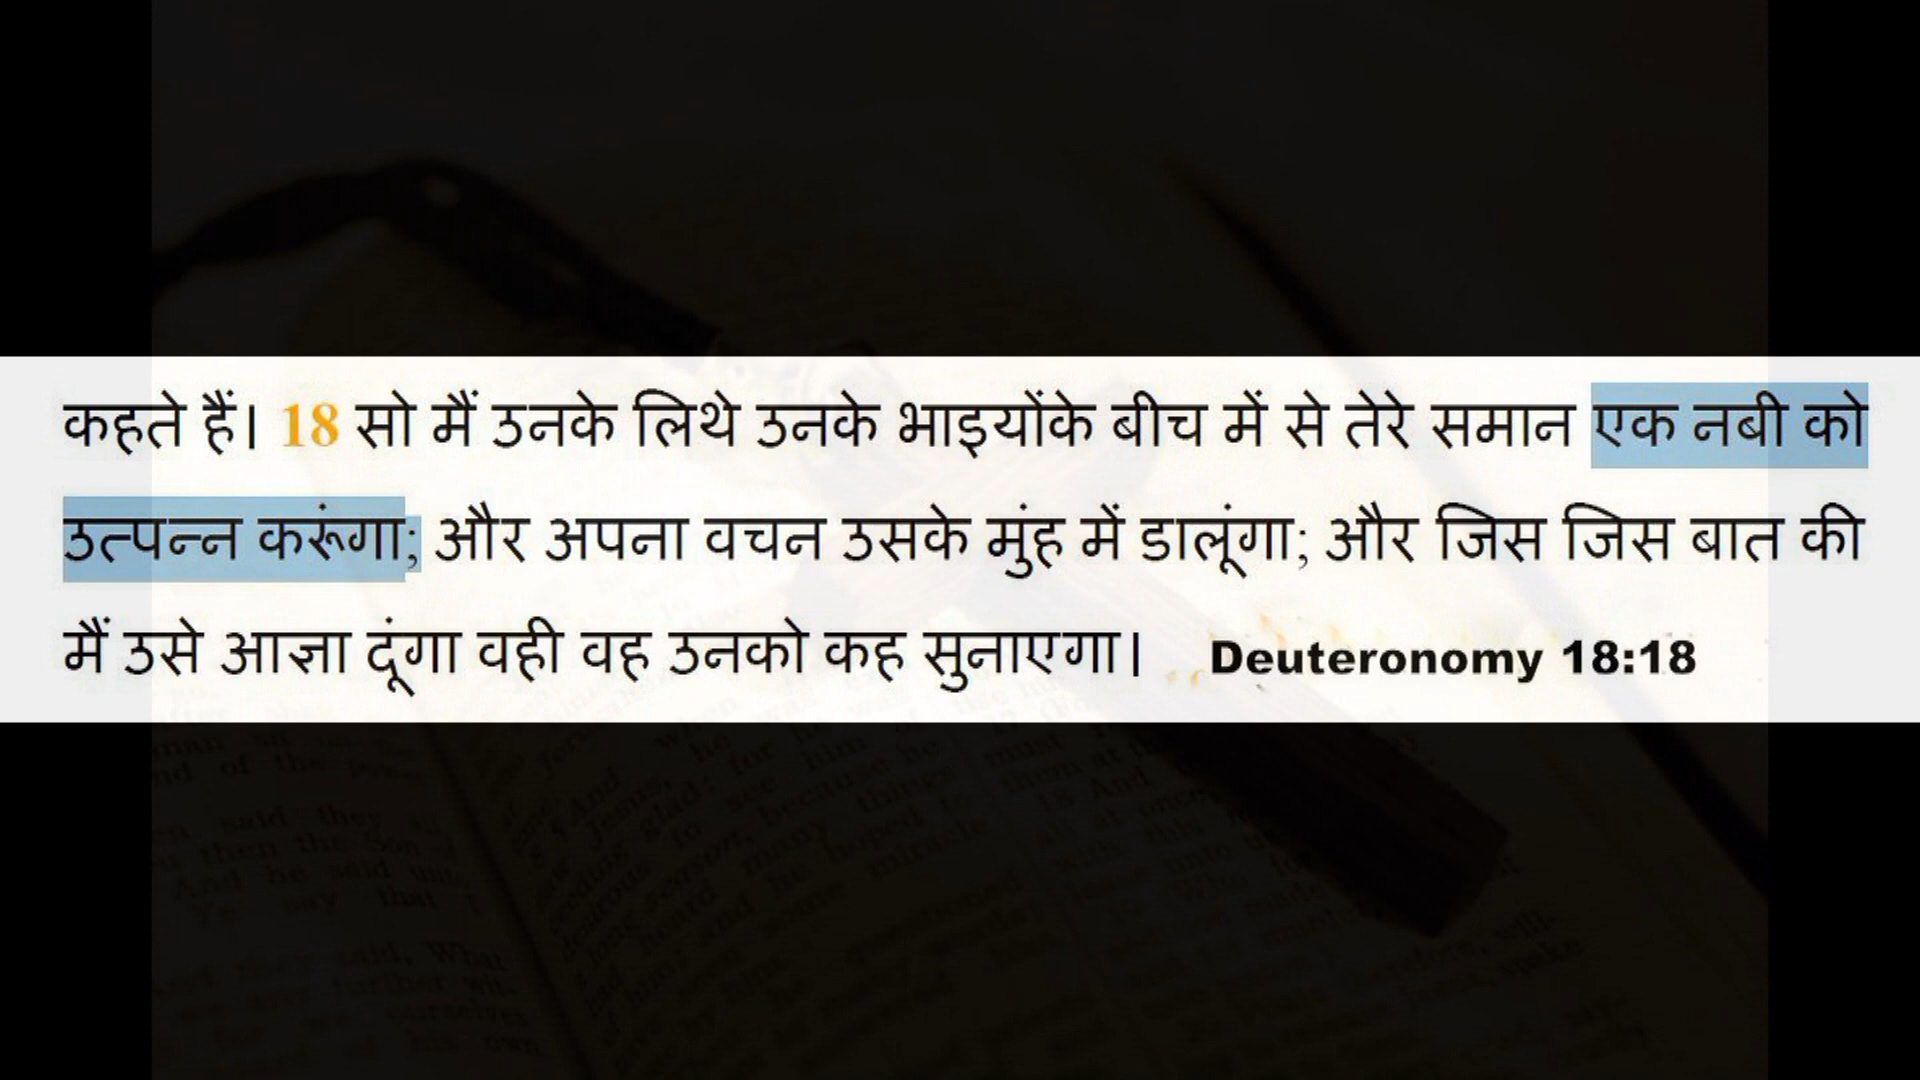 कहते हैं। 18 सो मैं उनके लिथे उनके भाइयोंके बीच में से तेरे समान एक नबी को
उत्पन्न करूंगा; और अपना वचन उसके मुंह में डालूंगा; और जिस जिस बात की
मैं उसे आज्ञा दूंगा वही वह उनको कह सुनाएगा। Deuteronomy 18:18